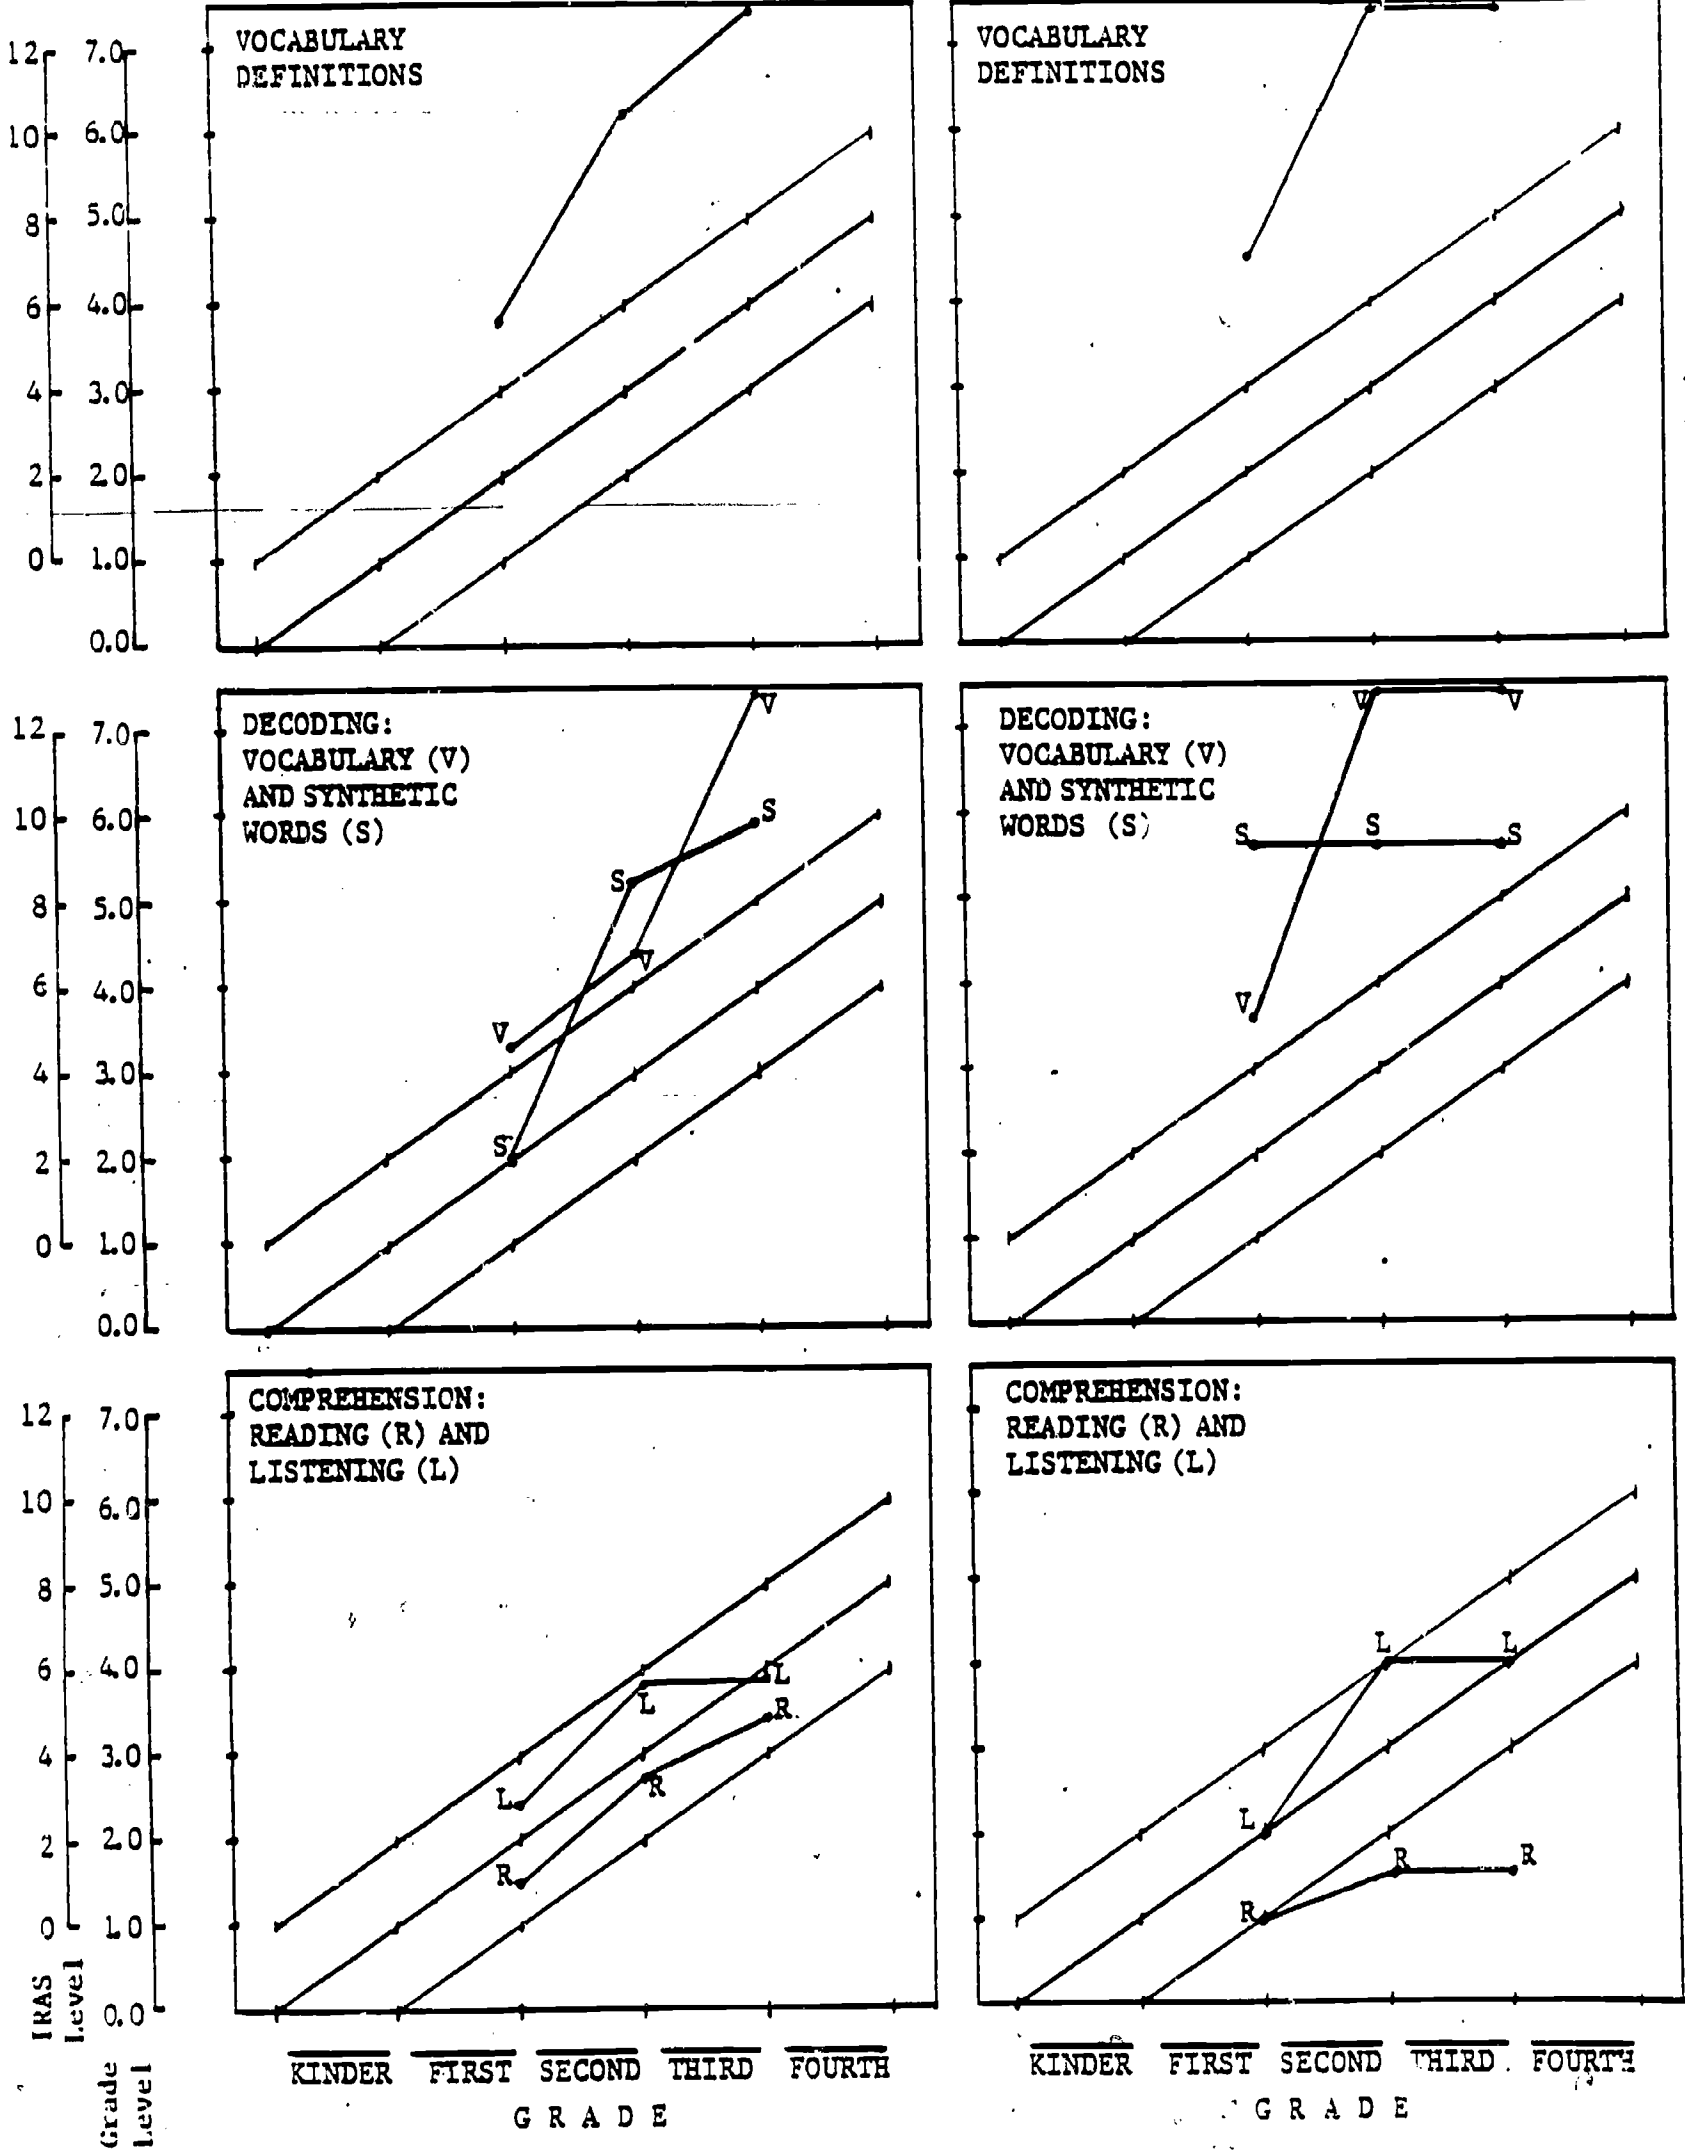 VOCABULARY
DEFINITIONS
12 7.0
10 6.0
8 5.0
6 4.0
4 3.0
2 2.0
0 1.0
0.0
VOCABULARY
DEFINITIONS
DECODING:
VOCABULARY (V)
AND SYNTHETIC
WORDS (S)
12 7.0
10 6.0
8 5.0
6 4.0
4 3.0
2 2.0
0 1.0
0.0
V
S
S
V
V
S
DECODING:
VOCABULARY (V)
AND SYNTHETIC
WORDS (S)
V V
S S S
V
COMPREHENSION:
READING (R) AND
LISTENING (L)
12 7.0
10 6.0
8 5.0
6 4.0
4 3.0
2 2.0
0 1.0
0.0
L
L
R
L
R
R
COMPREHENSION:
READING (R) AND
LISTENING (L)
L L
L
R R
R
IRAS
Level
Grade
Level
KINDER FIRST SECOND THIRD FOURTH
G R A D E
KINDER FIRST SECOND THIRD FOURTH
G R A D E